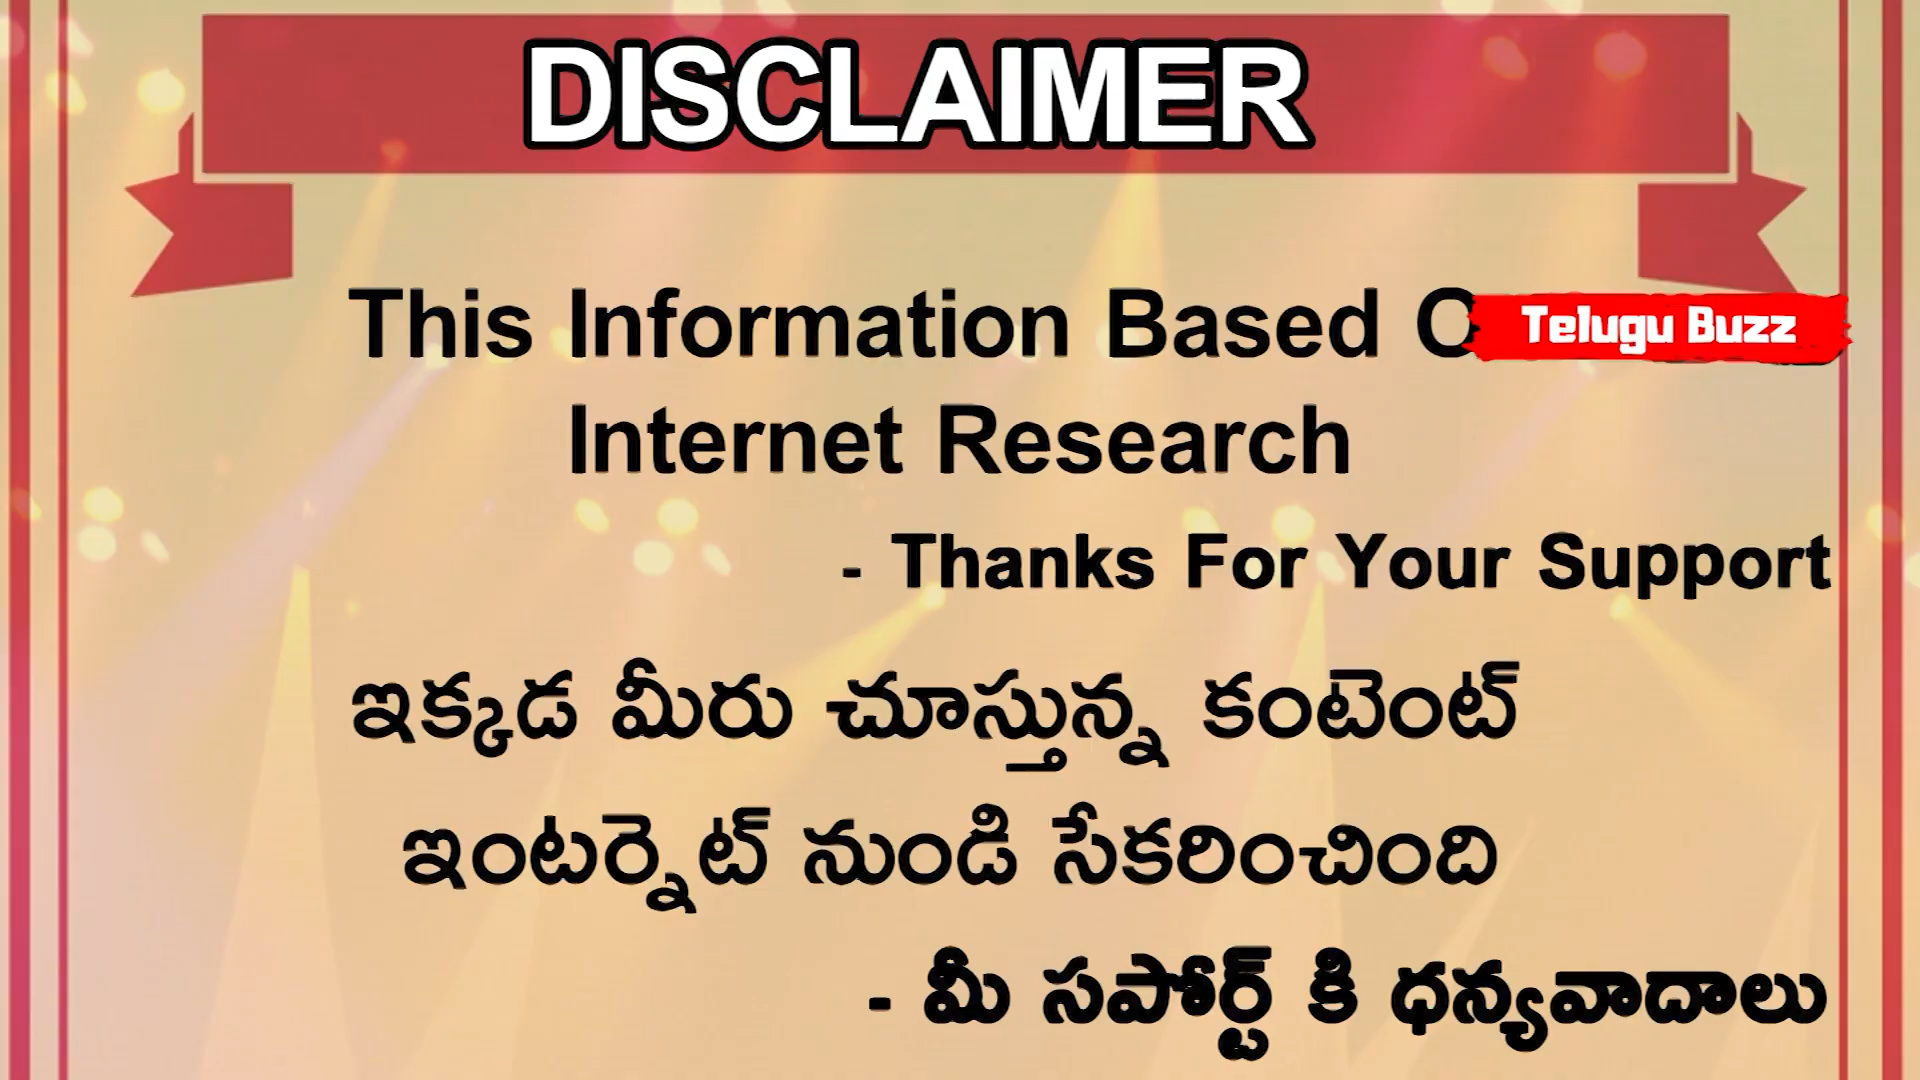 DISCLAIMER
This Information Based
Telugu Buzz
Internet Research
- Thanks For Your Support
ఇక్కడ మీరు చూస్తున్న కంటెంట్
ఇంటర్నెట్ నుండి సేకరించింది
- మీ సపోర్ట్ కి ధన్యవాదాలు